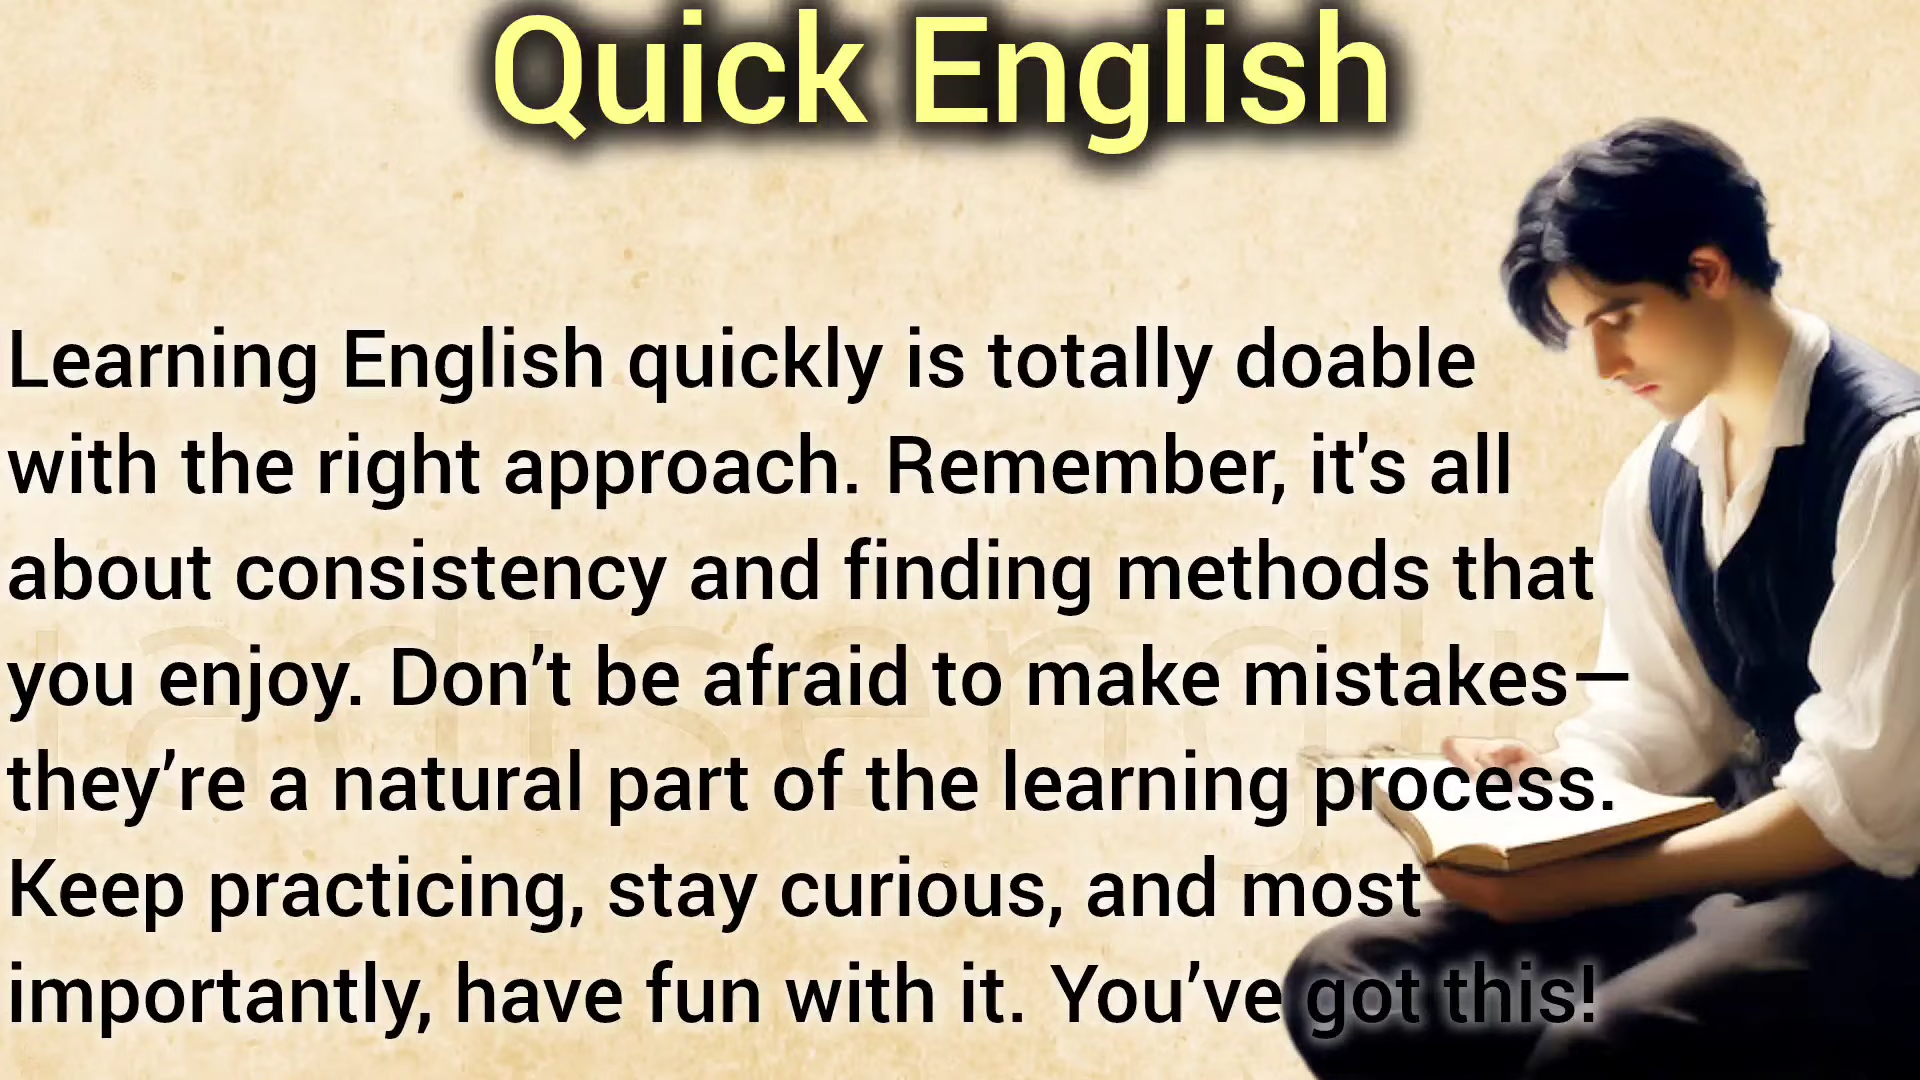 Quick English
Learning English quickly is totally doable
with the right approach. Remember, it's all
about consistency and finding methods that
you enjoy. Don’t be afraid to make mistakes—
they’re a natural part of the learning process.
Keep practicing, stay curious, and most
importantly, have fun with it. You’ve got this!